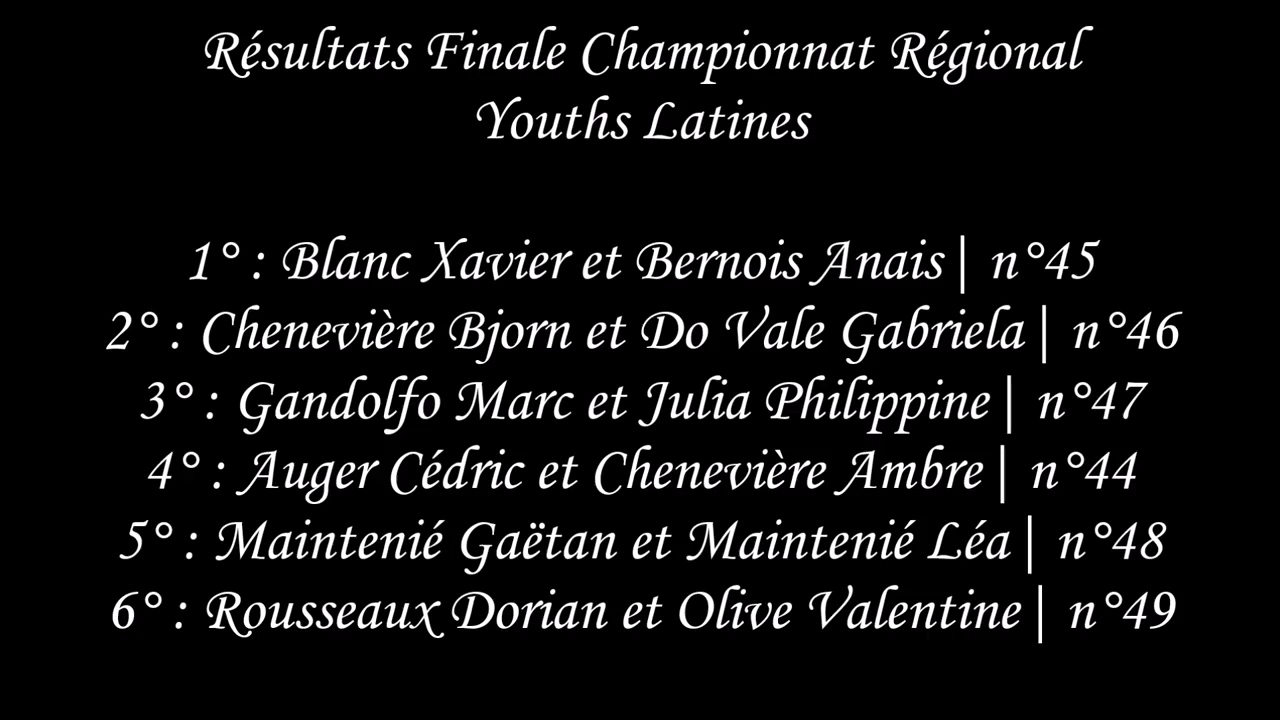 Résultats Finale Championnat Régional
Youths Latines
1° : Blanc Xavier et Bernois Anais | n°45
2° : Chenevière Bjorn et Do Vale Gabriela | n°46
3° : Gandolfo Marc et Julia Philippine | n°47
4° : Auger Cédric et Chenevière Ambre | n°44
5° : Maintenié Gaëtan et Maintenié Léa | n°48
6° : Rousseaux Dorian et Olive Valentine | n°49